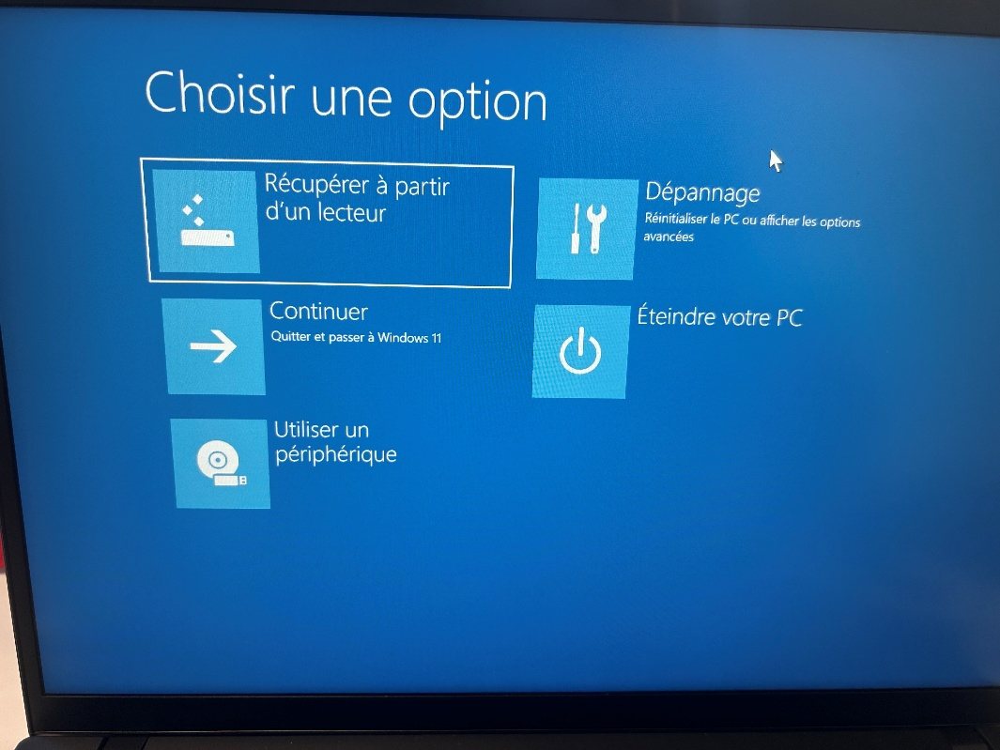 Choisir une option
Récupérer à partir
d'un lecteur
Dépannage
Réinitialiser le PC ou afficher les options
avancées
Continuer
Quitter et passer à Windows 11
Éteindre votre PC
Utiliser un
périphérique